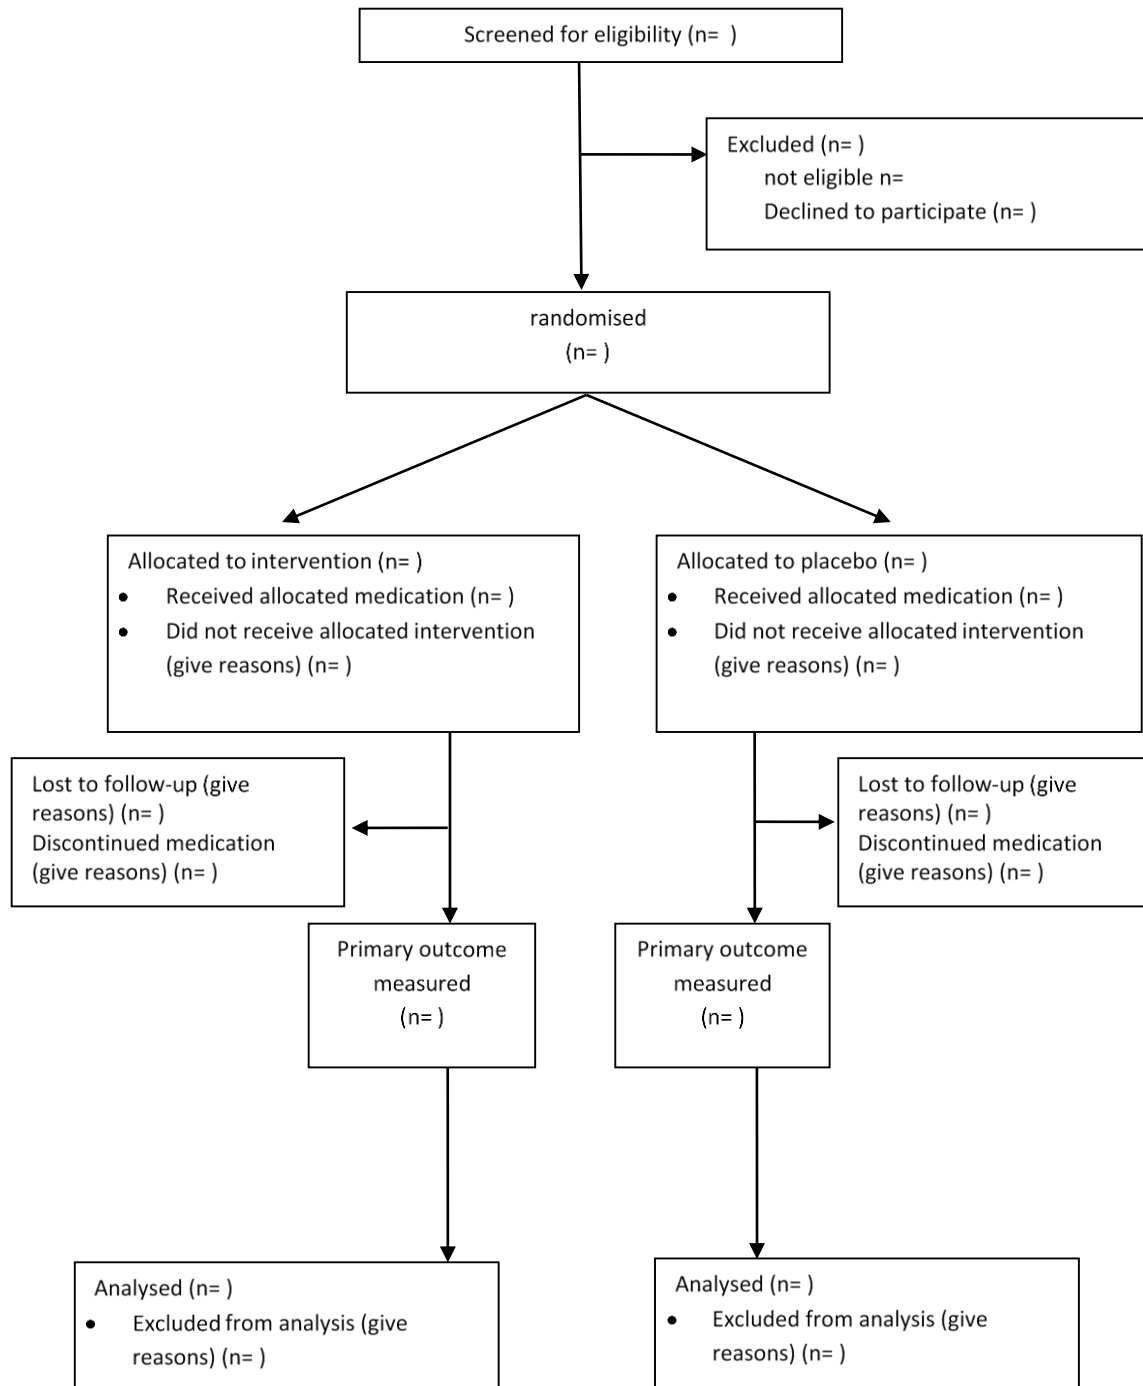 Screened for eligibility (n=  )
Excluded (n= )
not eligible n=
Declined to participate (n= )
randomised
(n= )
Allocated to intervention (n= )
• Received allocated medication (n= )
• Did not receive allocated intervention
(give reasons) (n= )
Allocated to placebo (n= )
• Received allocated medication (n= )
• Did not receive allocated intervention
(give reasons) (n= )
Lost to follow-up (give
reasons) (n= )
Discontinued medication
(give reasons) (n= )
Lost to follow-up (give
reasons) (n= )
Discontinued medication
(give reasons) (n= )
Primary outcome
measured
(n= )
Primary outcome
measured
(n= )
Analysed (n= )
• Excluded from analysis (give
reasons) (n= )
Analysed (n= )
• Excluded from analysis (give
reasons) (n= )